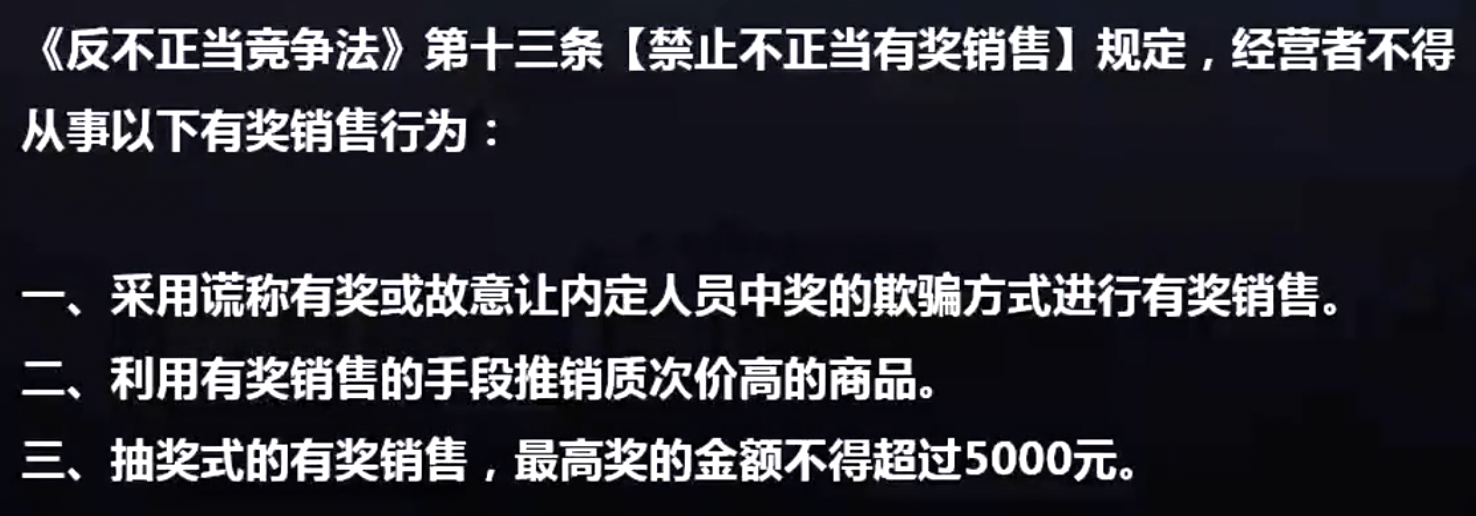 《反不正当竞争法》第十三条【禁止不正当有奖销售】规定，经营者不得
从事以下有奖销售行为：
一、采用谎称有奖或故意让内定人员中奖的欺骗方式进行有奖销售。
二、利用有奖销售的手段推销质次价高的商品。
三、抽奖式的有奖销售，最高奖的金额不得超过5000元。